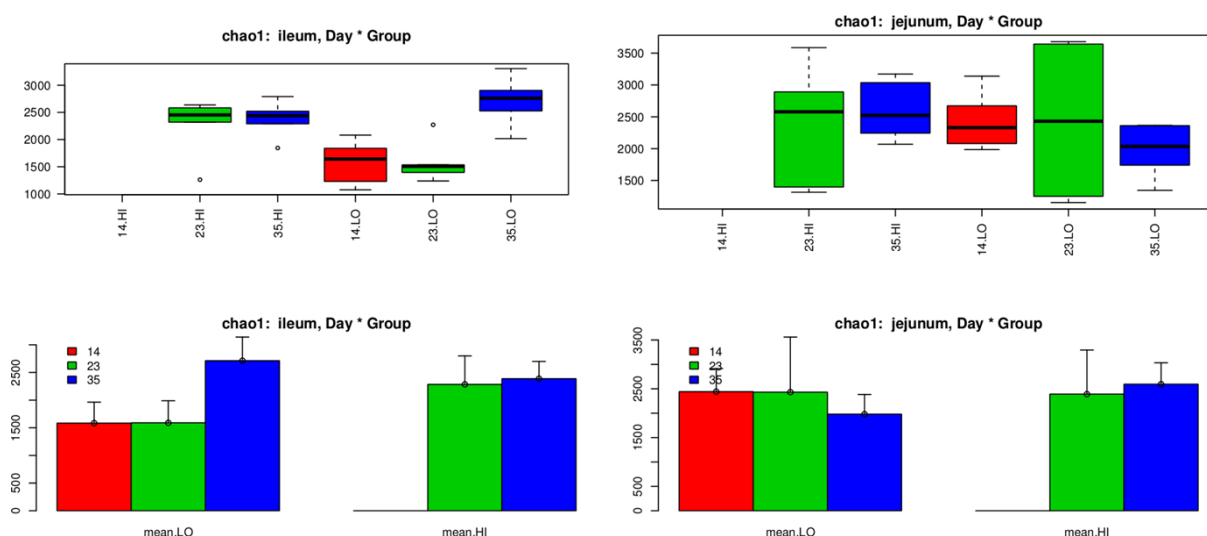 chao1: ileum, Day * Group
3000
2500
2000
1500
1000
14.HI
23.HI
35.HI
14.LO
23.LO
35.LO
chao1: jejunum, Day * Group
3500
3000
2500
2000
1500
14.HI
23.HI
35.HI
14.LO
23.LO
35.LO
chao1: ileum, Day * Group
2500
1500
500
0
14
23
35
mean.LO
mean.HI
chao1: jejunum, Day * Group
3500
2500
1500
500
0
14
23
35
mean.LO
mean.HI